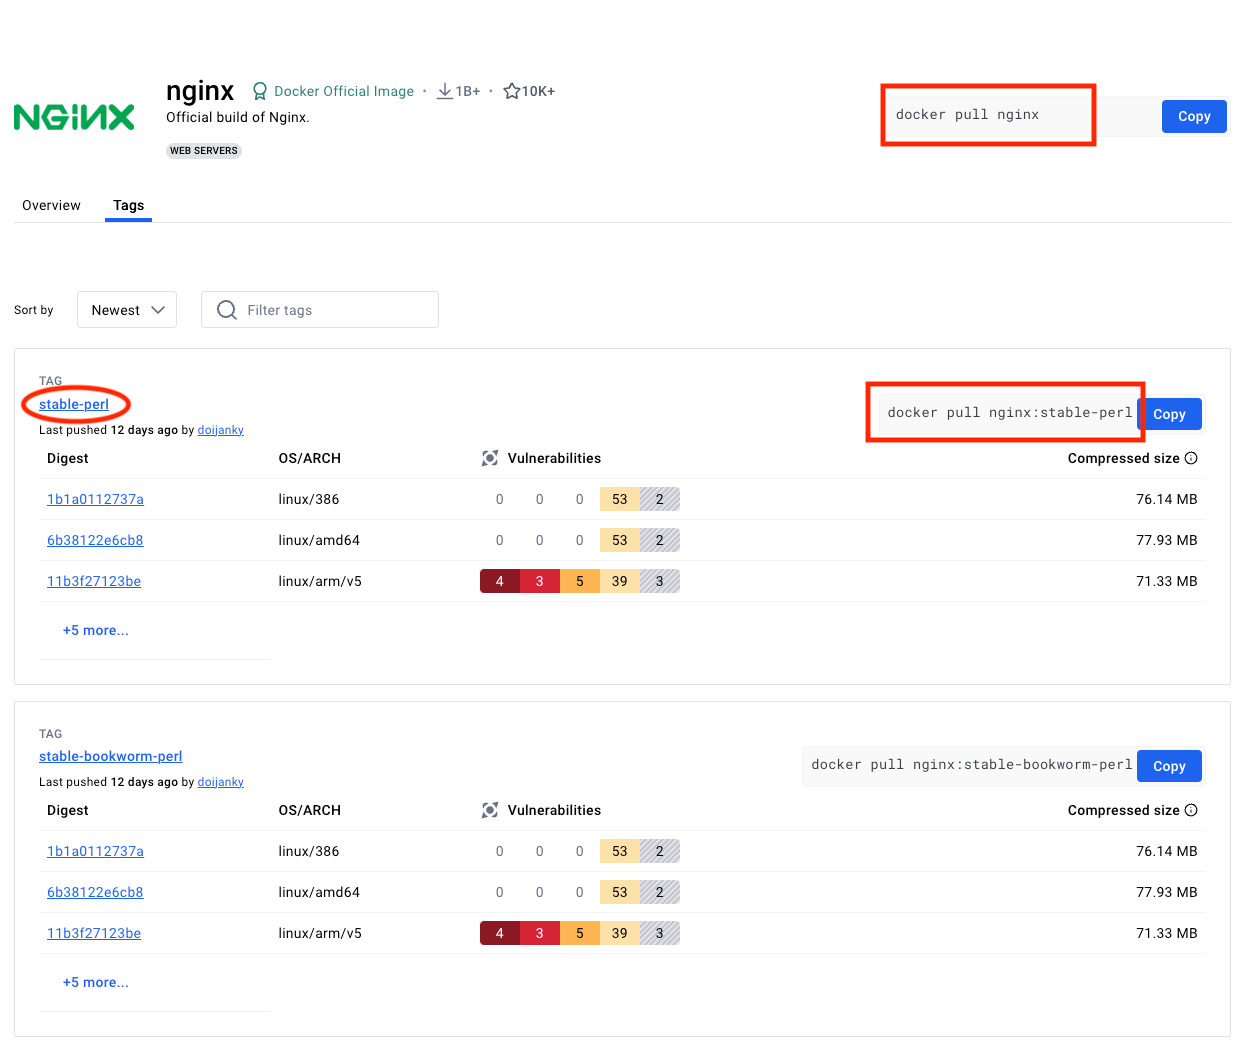 NGINX
nginx Docker Official Image · 1B+ · 10K+
Official build of Nginx.
WEB SERVERS
docker pull nginx
Copy
Overview Tags
Sort by Newest Filter tags
TAG
stable-perl
Last pushed 12 days ago by doijanky
docker pull nginx:stable-perl Copy
Digest OS/ARCH Vulnerabilities Compressed size
1b1a0112737a linux/386 0 0 0 53 2 76.14 MB
6b38122e6cb8 linux/amd64 0 0 0 53 2 77.93 MB
11b3f27123be linux/arm/v5 4 3 5 39 3 71.33 MB
+5 more...
TAG
stable-bookworm-perl
Last pushed 12 days ago by doijanky
docker pull nginx:stable-bookworm-perl Copy
Digest OS/ARCH Vulnerabilities Compressed size
1b1a0112737a linux/386 0 0 0 53 2 76.14 MB
6b38122e6cb8 linux/amd64 0 0 0 53 2 77.93 MB
11b3f27123be linux/arm/v5 4 3 5 39 3 71.33 MB
+5 more...